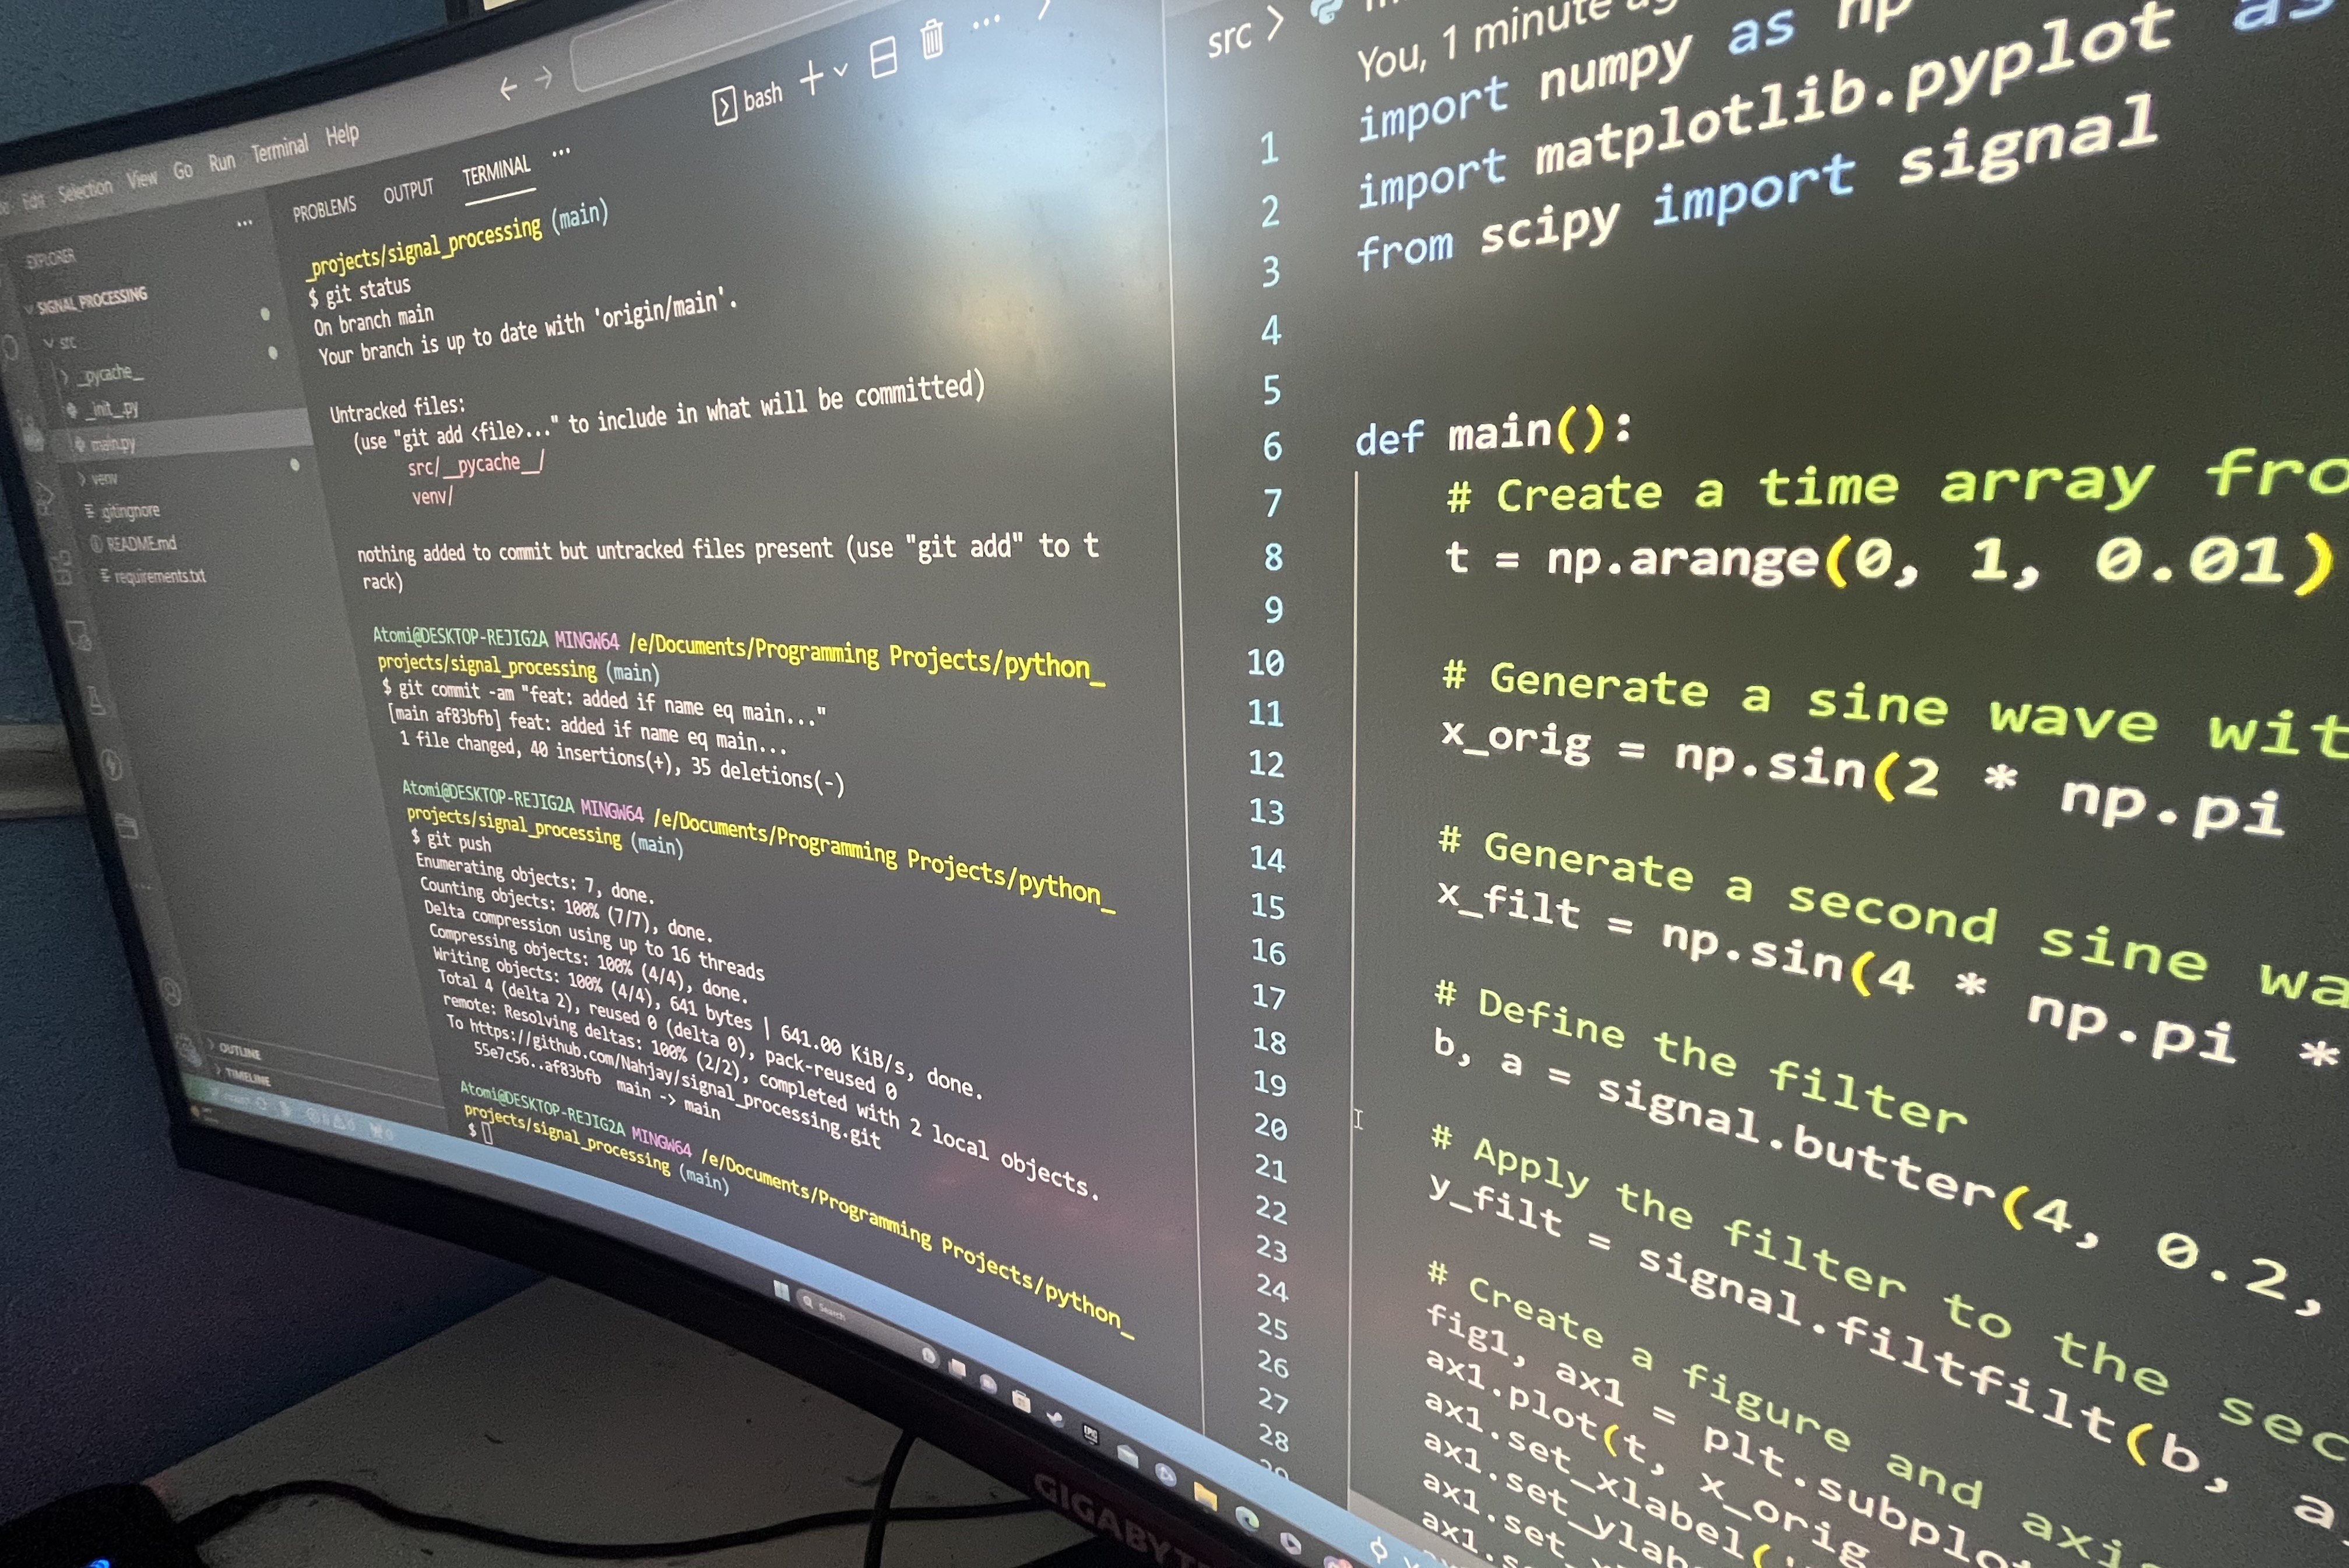 Edit Selection View Go Run Terminal Help
EXPLORER
SIGNAL_PROCESSING
src
__pycache__
__init__.py
main.py
venv
.gitingnore
README.md
requirements.txt
OUTLINE
TIMELINE
PROBLEMS OUTPUT TERMINAL ...
bash
_projects/signal_processing (main)
$ git status
On branch main
Your branch is up to date with 'origin/main'.
Untracked files:
(use "git add <file>..." to include in what will be committed)
src/__pycache__/
venv/
nothing added to commit but untracked files present (use "git add" to t
rack)
Atomi@DESKTOP-REJIG2A MINGW64 /e/Documents/Programming Projects/python_
projects/signal_processing (main)
$ git commit -am "feat: added if name eq main..."
[main af83bfb] feat: added if name eq main...
1 file changed, 40 insertions(+), 35 deletions(-)
Atomi@DESKTOP-REJIG2A MINGW64 /e/Documents/Programming Projects/python_
projects/signal_processing (main)
$ git push
Enumerating objects: 7, done.
Counting objects: 100% (7/7), done.
Delta compression using up to 16 threads
Compressing objects: 100% (4/4), done.
Writing objects: 100% (4/4), 641 bytes | 641.00 KiB/s, done.
Total 4 (delta 2), reused 0 (delta 0), pack-reused 0
remote: Resolving deltas: 100% (2/2), completed with 2 local objects.
To https://github.com/Nahjay/signal_processing.git
55e7c56..af83bfb main -> main
Atomi@DESKTOP-REJIG2A MINGW64 /e/Documents/Programming Projects/python_
projects/signal_processing (main)
$
src >
You, 1 minute
1 import numpy as np
2 import matplotlib.pyplot as
3 from scipy import signal
4
5
6 def main():
7 # Create a time array fro
8 t = np.arange(0, 1, 0.01)
9
10 # Generate a sine wave wit
11 x_orig = np.sin(2 * np.pi
12
13 # Generate a second sine wa
14 x_filt = np.sin(4 * np.pi *
15
16 # Define the filter
17 b, a = signal.butter(4, 0.2,
18
19 # Apply the filter to the sec
20 y_filt = signal.filtfilt(b, a
21
22 # Create a figure and axi
23 fig1, ax1 = plt.subplo
24 ax1.plot(t, x_orig
25 ax1.set_xlabel('
26 ax1.set_ylab
27 ax1.set_
28 ax1.s
29
Search
GIGABYTE